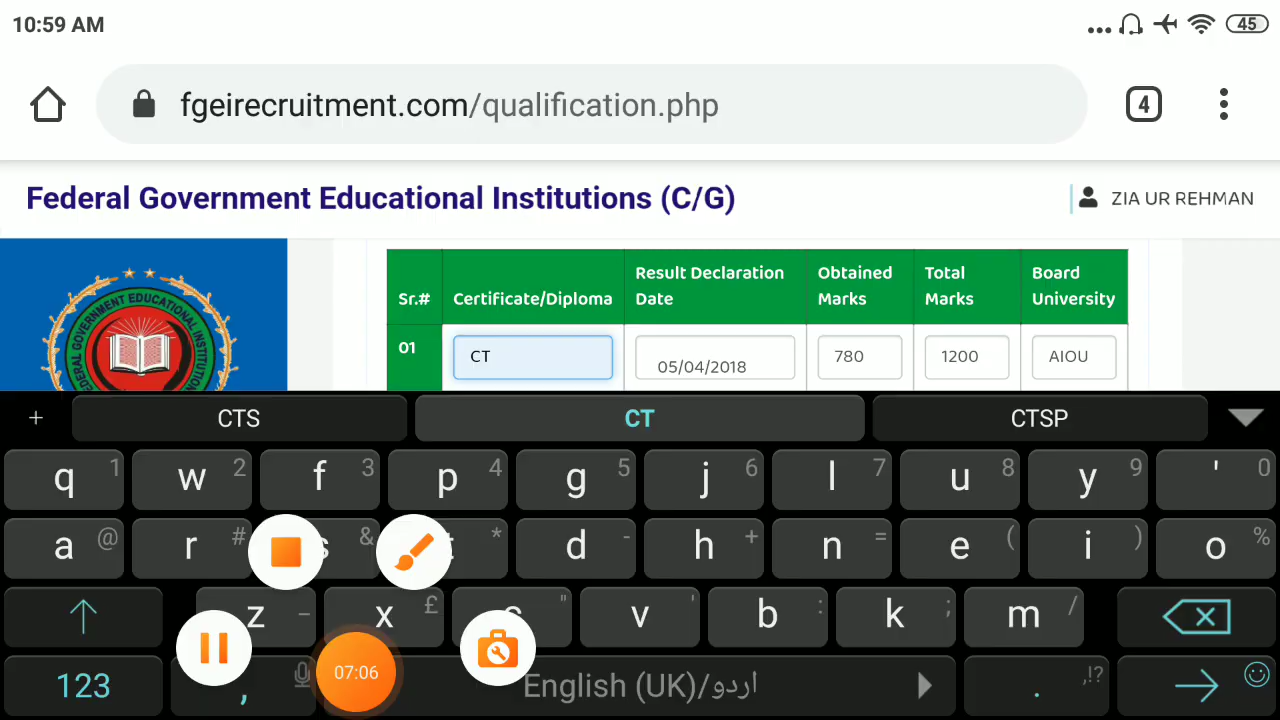 10:59 AM
45
fgeirecruitment.com/qualification.php
4
Federal Government Educational Institutions (C/G)
ZIA UR REHMAN
Sr.# Certificate/Diploma Result Declaration Date Obtained Marks Total Marks Board University
01 CT 05/04/2018 780 1200 AIOU
+ CTS CT CTSP
q 1 w 2 f 3 p 4 g 5 j 6 l 7 u 8 y 9 ' 0
a @ r # s & t * d - h + n = e ( i ) o %
z _ x £ c " v ' b : k ; m /
123 , 07:06 English (UK)/اردو . ,!?